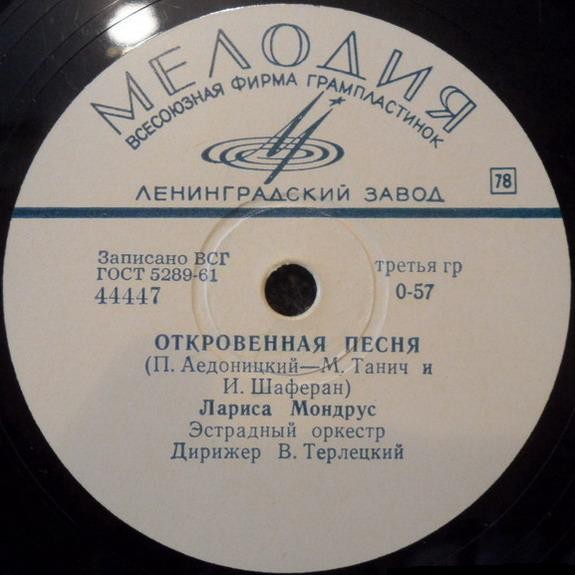 МЕЛОДИЯ
ВСЕСОЮЗНАЯ ФИРМА ГРАМПЛАСТИНОК
ЛЕНИНГРАДСКИЙ ЗАВОД
78
Записано ВСГ
ГОСТ 5289-61
44447
третья гр
0-57
ОТКРОВЕННАЯ ПЕСНЯ
(П. Аедоницкий—М. Танич и
И. Шаферан)
Лариса Мондрус
Эстрадный оркестр
Дирижер В. Терлецкий